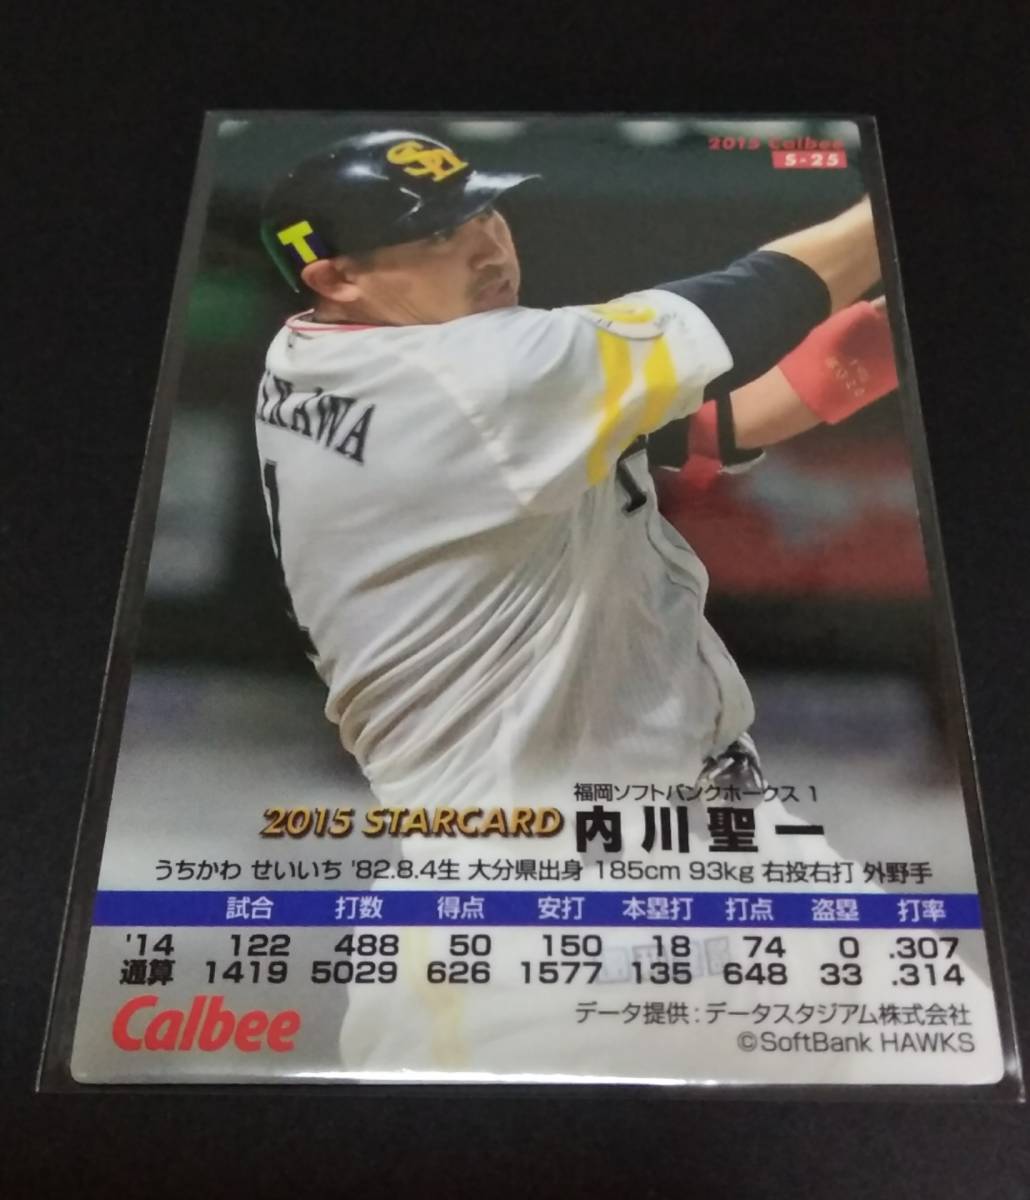 2015 Calbee
S-25
SH
T
KAWA
1
1
福岡ソフトバンクホークス 1
2015 STARCARD 内川聖一
うちかわ せいいち '82.8.4生 大分県出身 185cm 93kg 右投右打 外野手
試合 打数 得点 安打 本塁打 打点 盗塁 打率
'14 122 488 50 150 18 74 0 .307
通算 1419 5029 626 1577 135 648 33 .314
Calbee
データ提供:データスタジアム株式会社
©SoftBank HAWKS